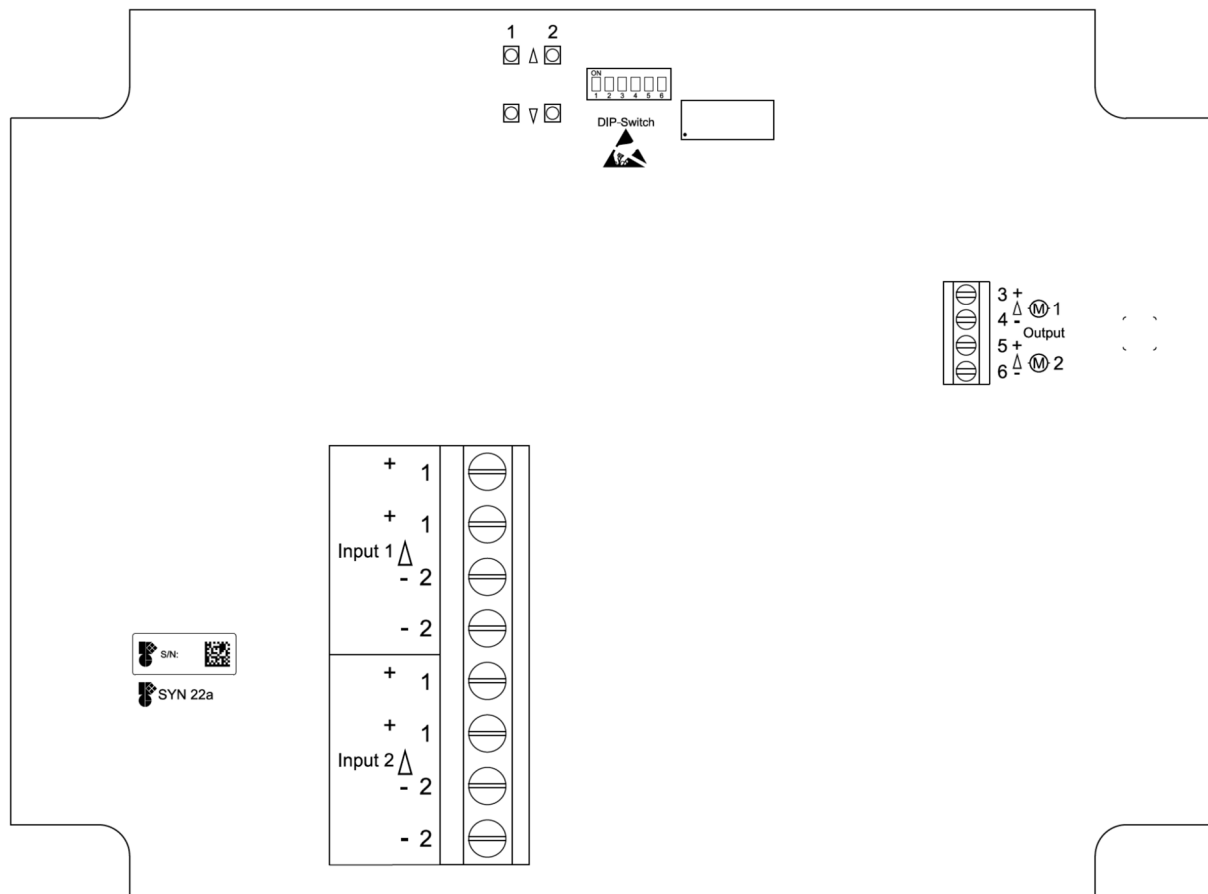 1 2
ON
1 2 3 4 5 6
DIP-Switch
3 +
M 1
4 -
Output
5 +
M 2
6 -
+ 1
+ 1
Input 1
- 2
- 2
+ 1
+ 1
Input 2
- 2
- 2
S/N:
SYN 22a